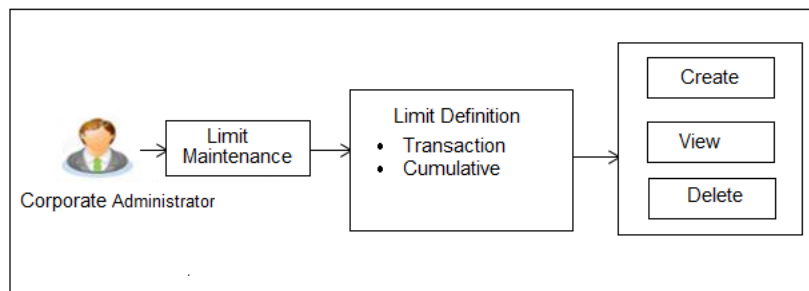 Corporate Administrator
Limit
Maintenance
Limit Definition
• Transaction
• Cumulative
Create
View
Delete